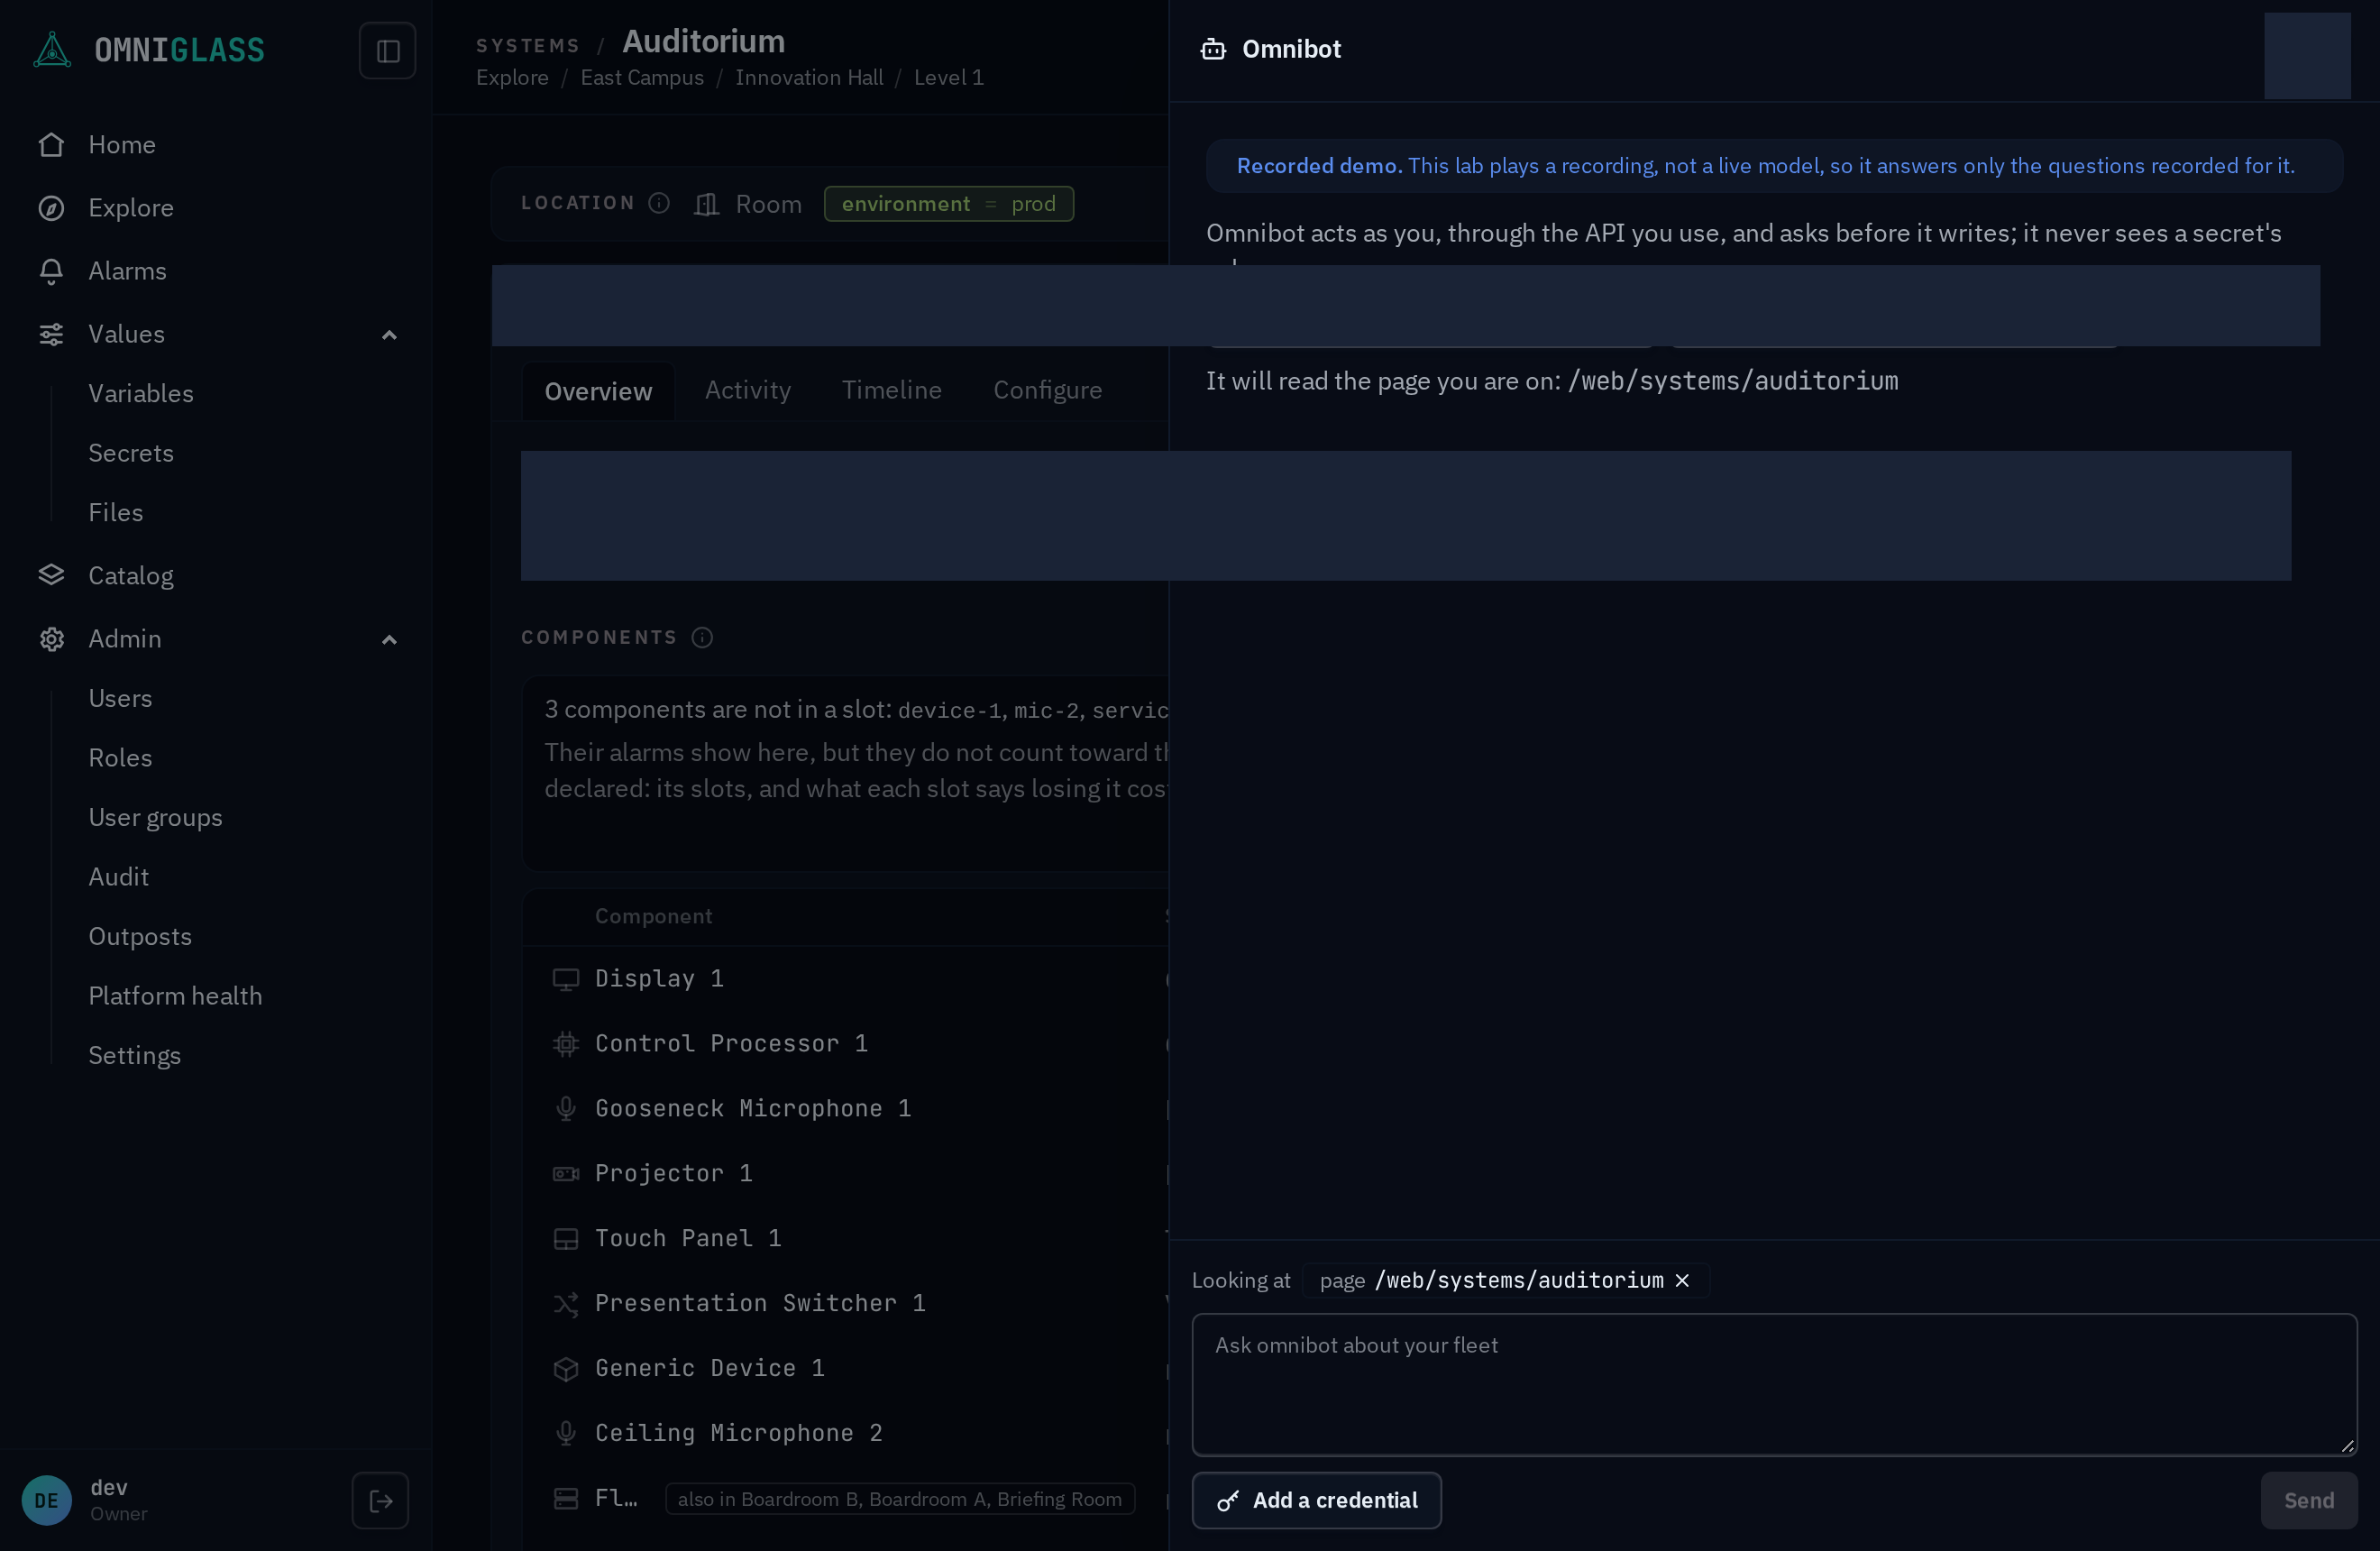 OMNIGLASS
Home
Explore
Alarms
Values
Variables
Secrets
Files
Catalog
Admin
Users
Roles
User groups
Audit
Outposts
Platform health
Settings
DE
dev
Owner
SYSTEMS / Auditorium
Explore / East Campus / Innovation Hall / Level 1
LOCATION Room environment = prod
Overview Activity Timeline Configure
COMPONENTS
3 components are not in a slot: device-1, mic-2, servic
Their alarms show here, but they do not count toward th
declared: its slots, and what each slot says losing it cos
Component
Display 1
Control Processor 1
Gooseneck Microphone 1
Projector 1
Touch Panel 1
Presentation Switcher 1
Generic Device 1
Ceiling Microphone 2
Fl… also in Boardroom B, Boardroom A, Briefing Room
Omnibot
Recorded demo. This lab plays a recording, not a live model, so it answers only the questions recorded for it.
Omnibot acts as you, through the API you use, and asks before it writes; it never sees a secret's
It will read the page you are on: /web/systems/auditorium
Looking at page /web/systems/auditorium
Ask omnibot about your fleet
Add a credential
Send